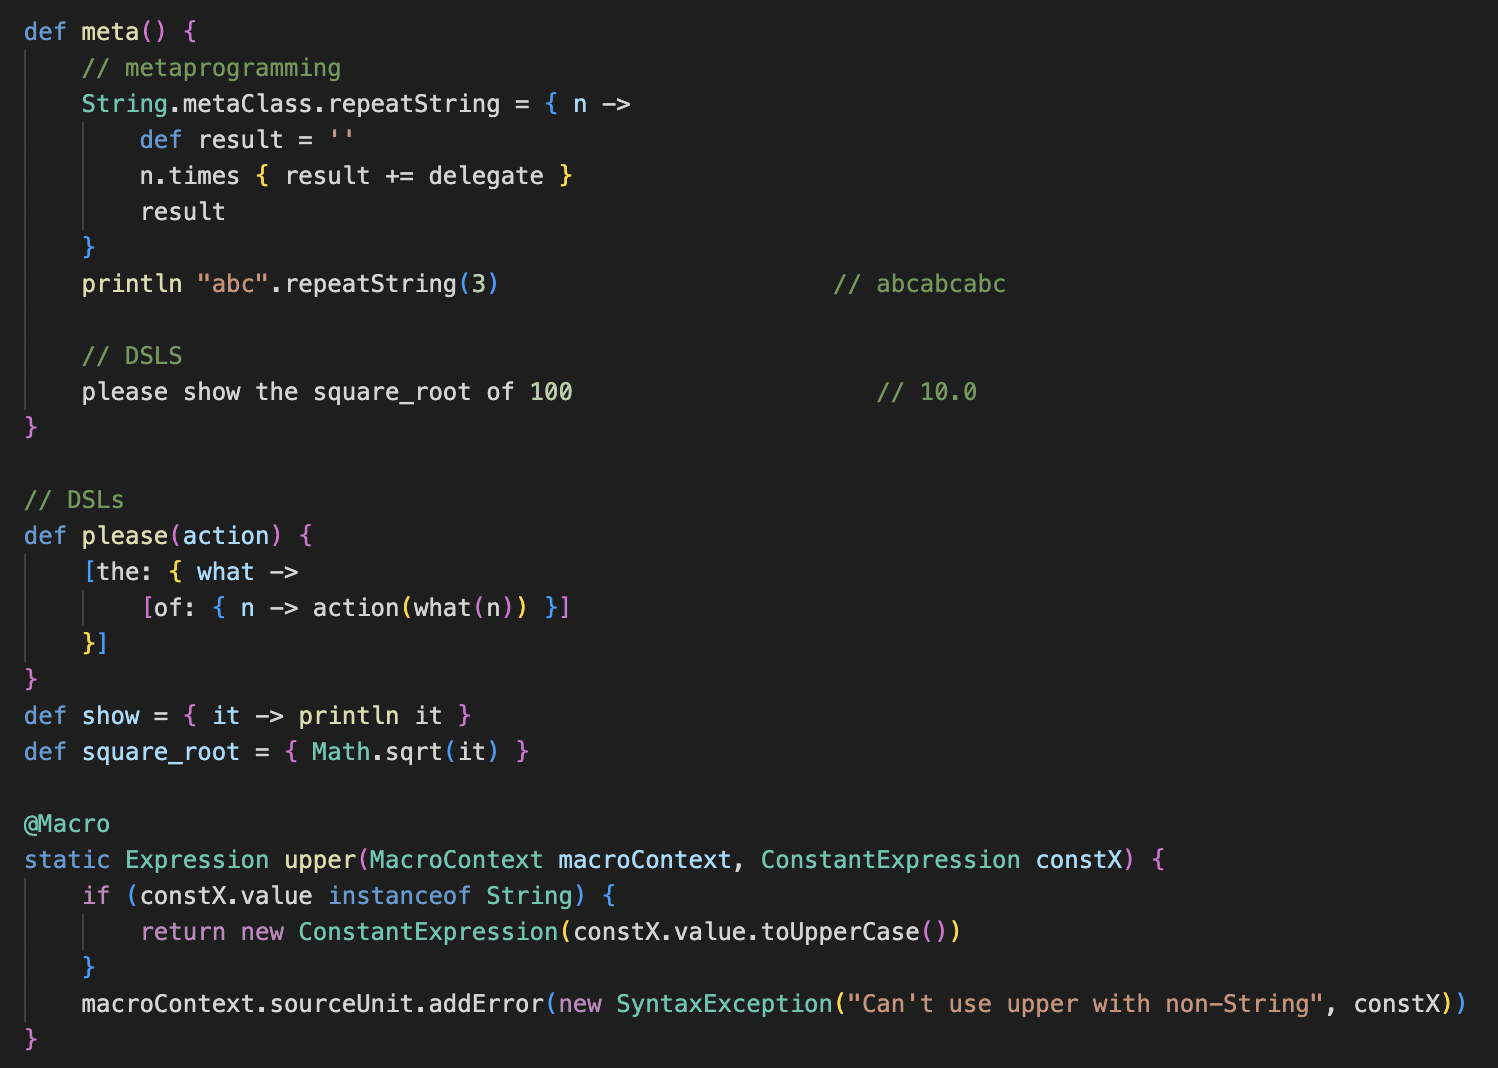 def meta() {
    // metaprogramming
    String.metaClass.repeatString = { n ->
        def result = ''
        n.times { result += delegate }
        result
    }
    println "abc".repeatString(3)                       // abcabcabc

    // DSLS
    please show the square_root of 100                     // 10.0
}

// DSLs
def please(action) {
    [the: { what ->
        [of: { n -> action(what(n)) }]
    }]
}
def show = { it -> println it }
def square_root = { Math.sqrt(it) }

@Macro
static Expression upper(MacroContext macroContext, ConstantExpression constX) {
    if (constX.value instanceof String) {
        return new ConstantExpression(constX.value.toUpperCase())
    }
    macroContext.sourceUnit.addError(new SyntaxException("Can't use upper with non-String", constX))
}